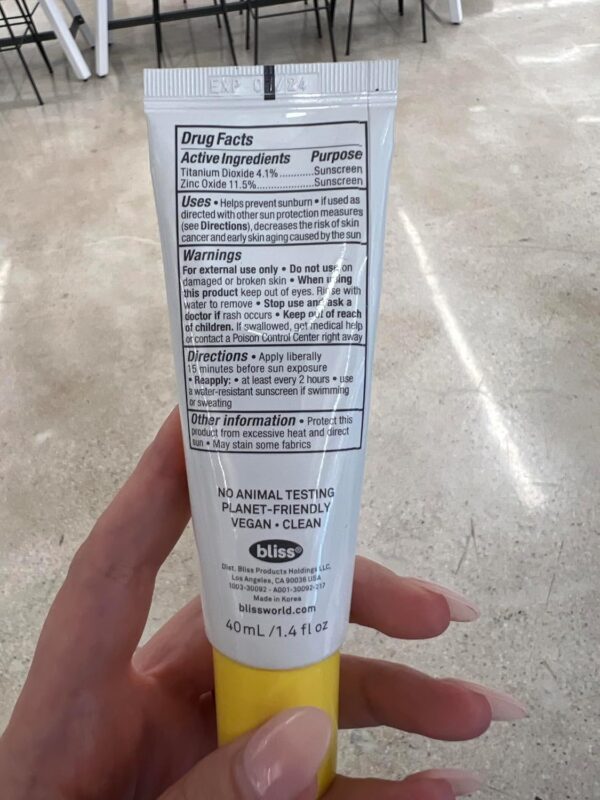 EXP 24
Drug Facts
Active Ingredients Purpose
Titanium Dioxide 4.1%............Sunscreen
Zinc Oxide 11.5%....................Sunscreen
Uses • Helps prevent sunburn • if used as
directed with other sun protection measures
(see Directions), decreases the risk of skin
cancer and early skin aging caused by the sun
Warnings
For external use only • Do not use on
damaged or broken skin • When using
this product keep out of eyes. Rinse with
water to remove • Stop use and ask a
doctor if rash occurs • Keep out of reach
of children. If swallowed, get medical help
or contact a Poison Control Center right away
Directions • Apply liberally
15 minutes before sun exposure
• Reapply: • at least every 2 hours • use
a water-resistant sunscreen if swimming
or sweating
Other information • Protect this
product from excessive heat and direct
sun • May stain some fabrics
NO ANIMAL TESTING
PLANET-FRIENDLY
VEGAN • CLEAN
bliss®
Dist. Bliss Products Holdings LLC,
Los Angeles, CA 90036 USA
1003-30092 - A001-30092-217
Made in Korea
blissworld.com
40mL /1.4 fl oz